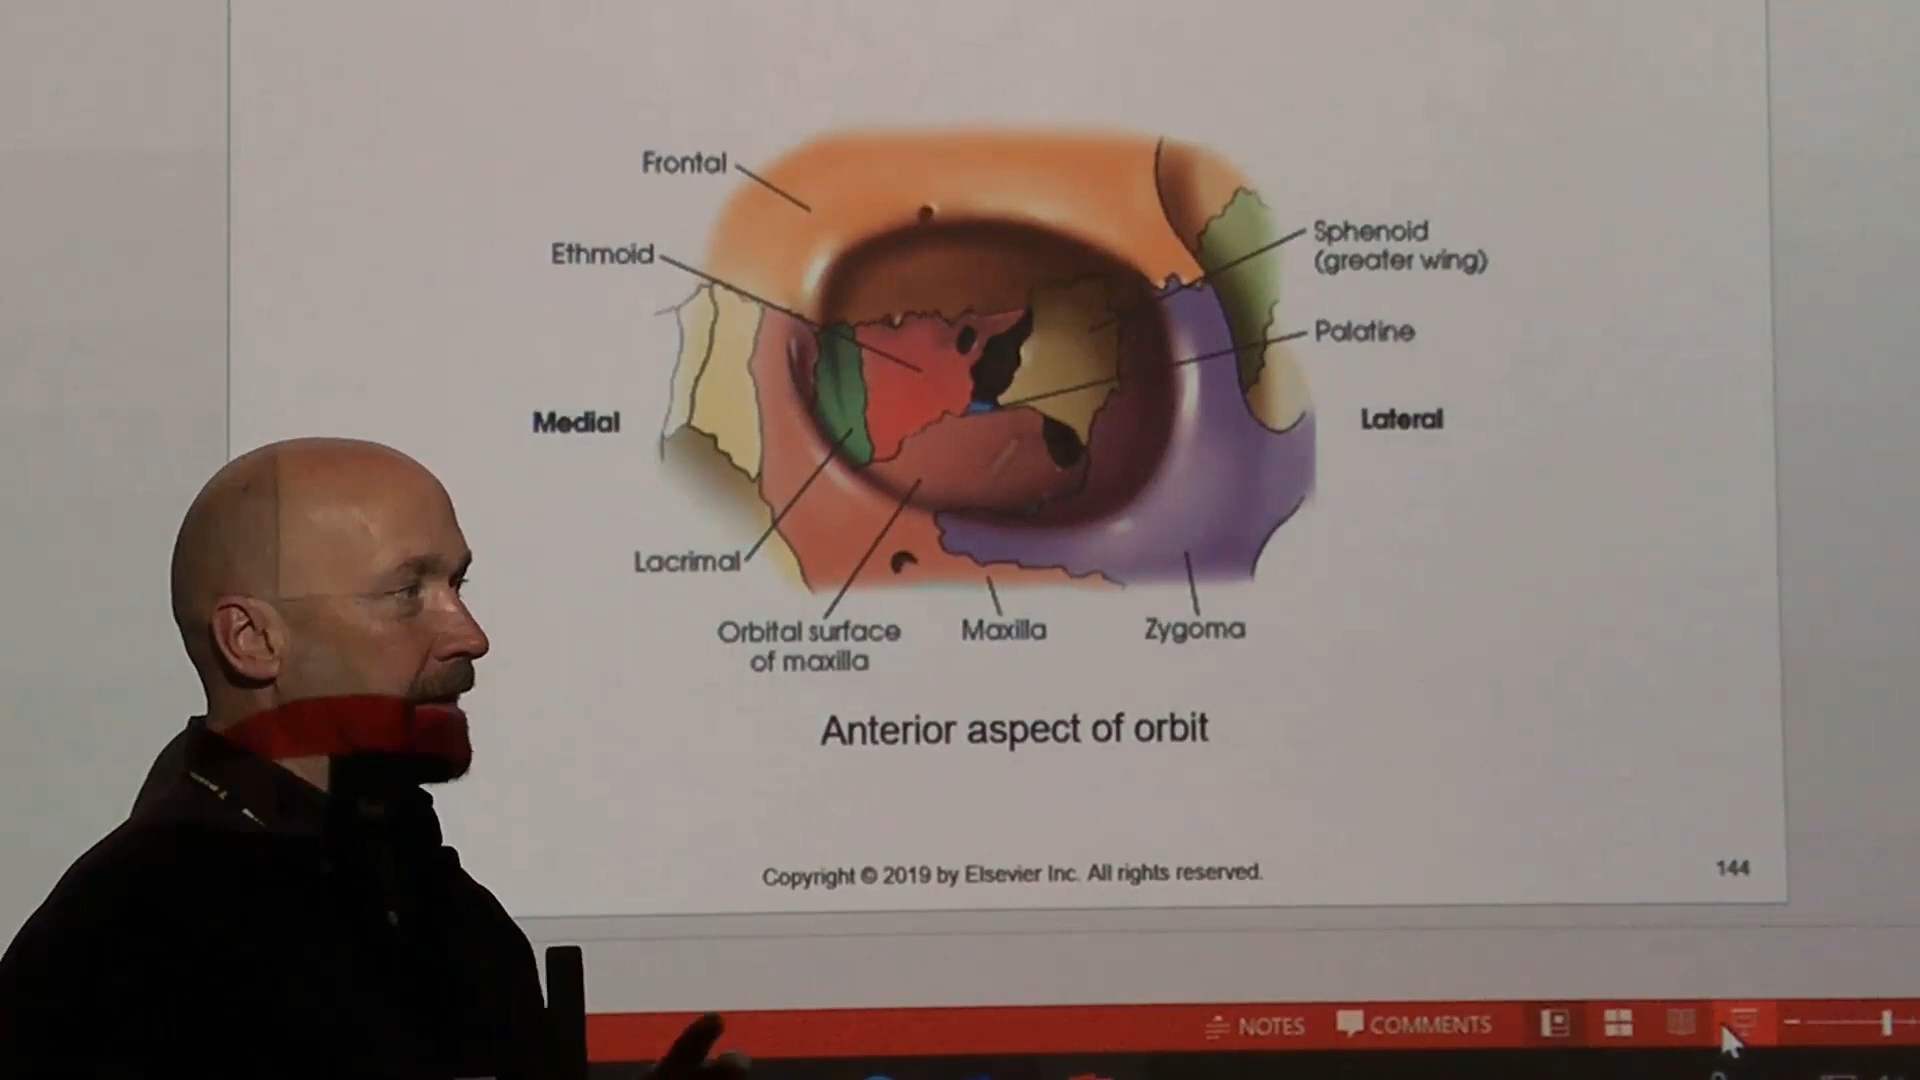 Frontal
Ethmoid
Sphenoid
(greater wing)
Palatine
Medial
Lateral
Lacrimal
Orbital surface
of maxilla
Maxilla
Zygoma
Anterior aspect of orbit
Copyright © 2019 by Elsevier Inc. All rights reserved.
144
NOTES
COMMENTS